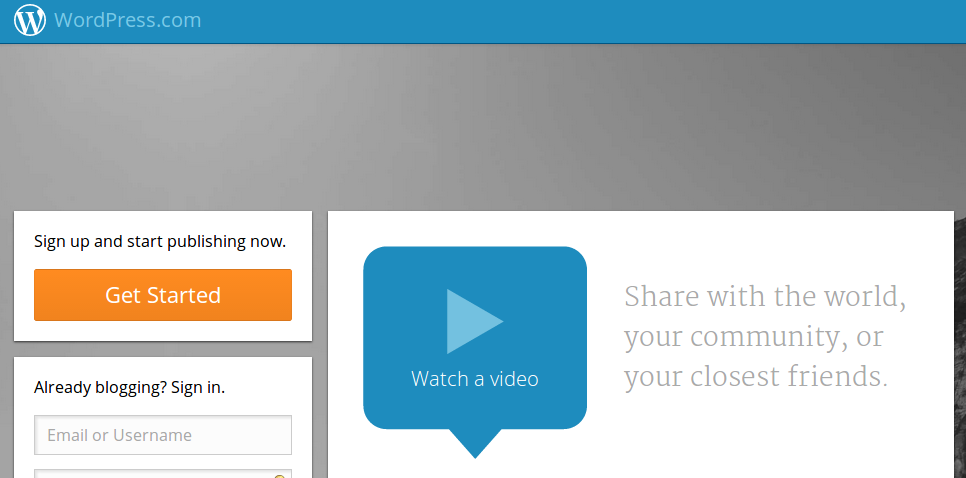 WordPress.com
Sign up and start publishing now.
Get Started
Already blogging? Sign in.
Email or Username
Watch a video
Share with the world,
your community, or
your closest friends.